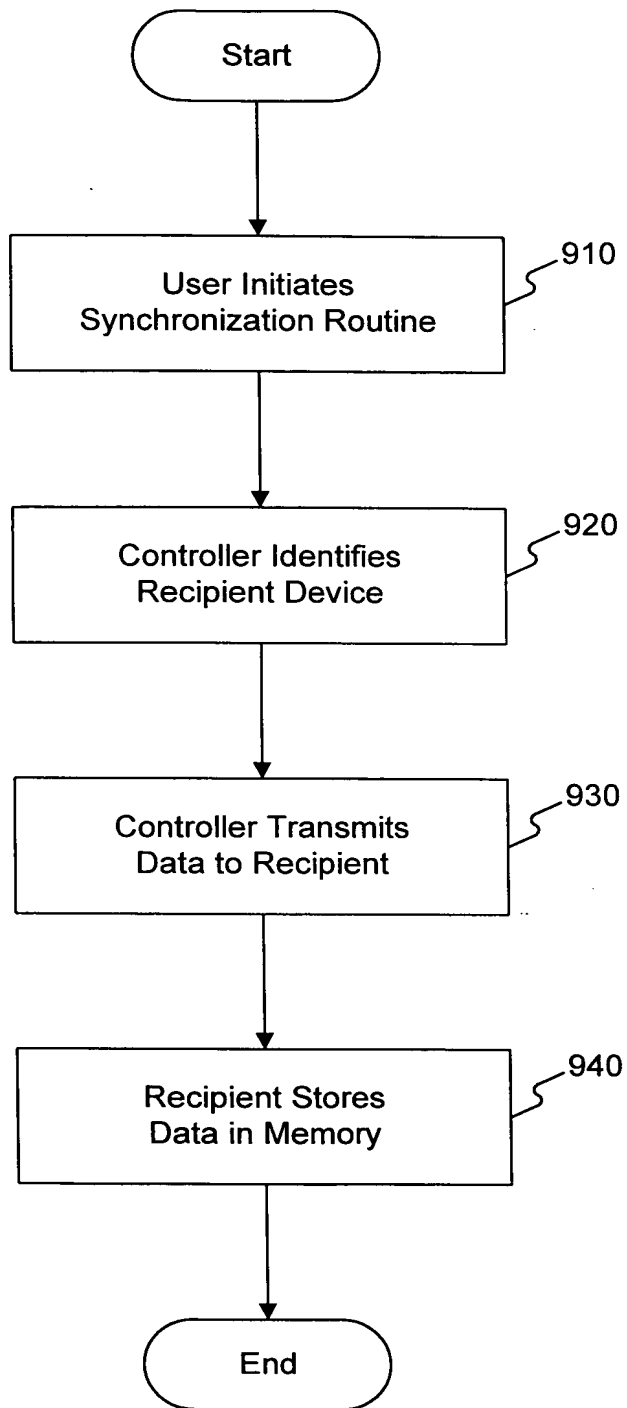 Start
User Initiates
Synchronization Routine
910
Controller Identifies
Recipient Device
920
Controller Transmits
Data to Recipient
930
Recipient Stores
Data in Memory
940
End